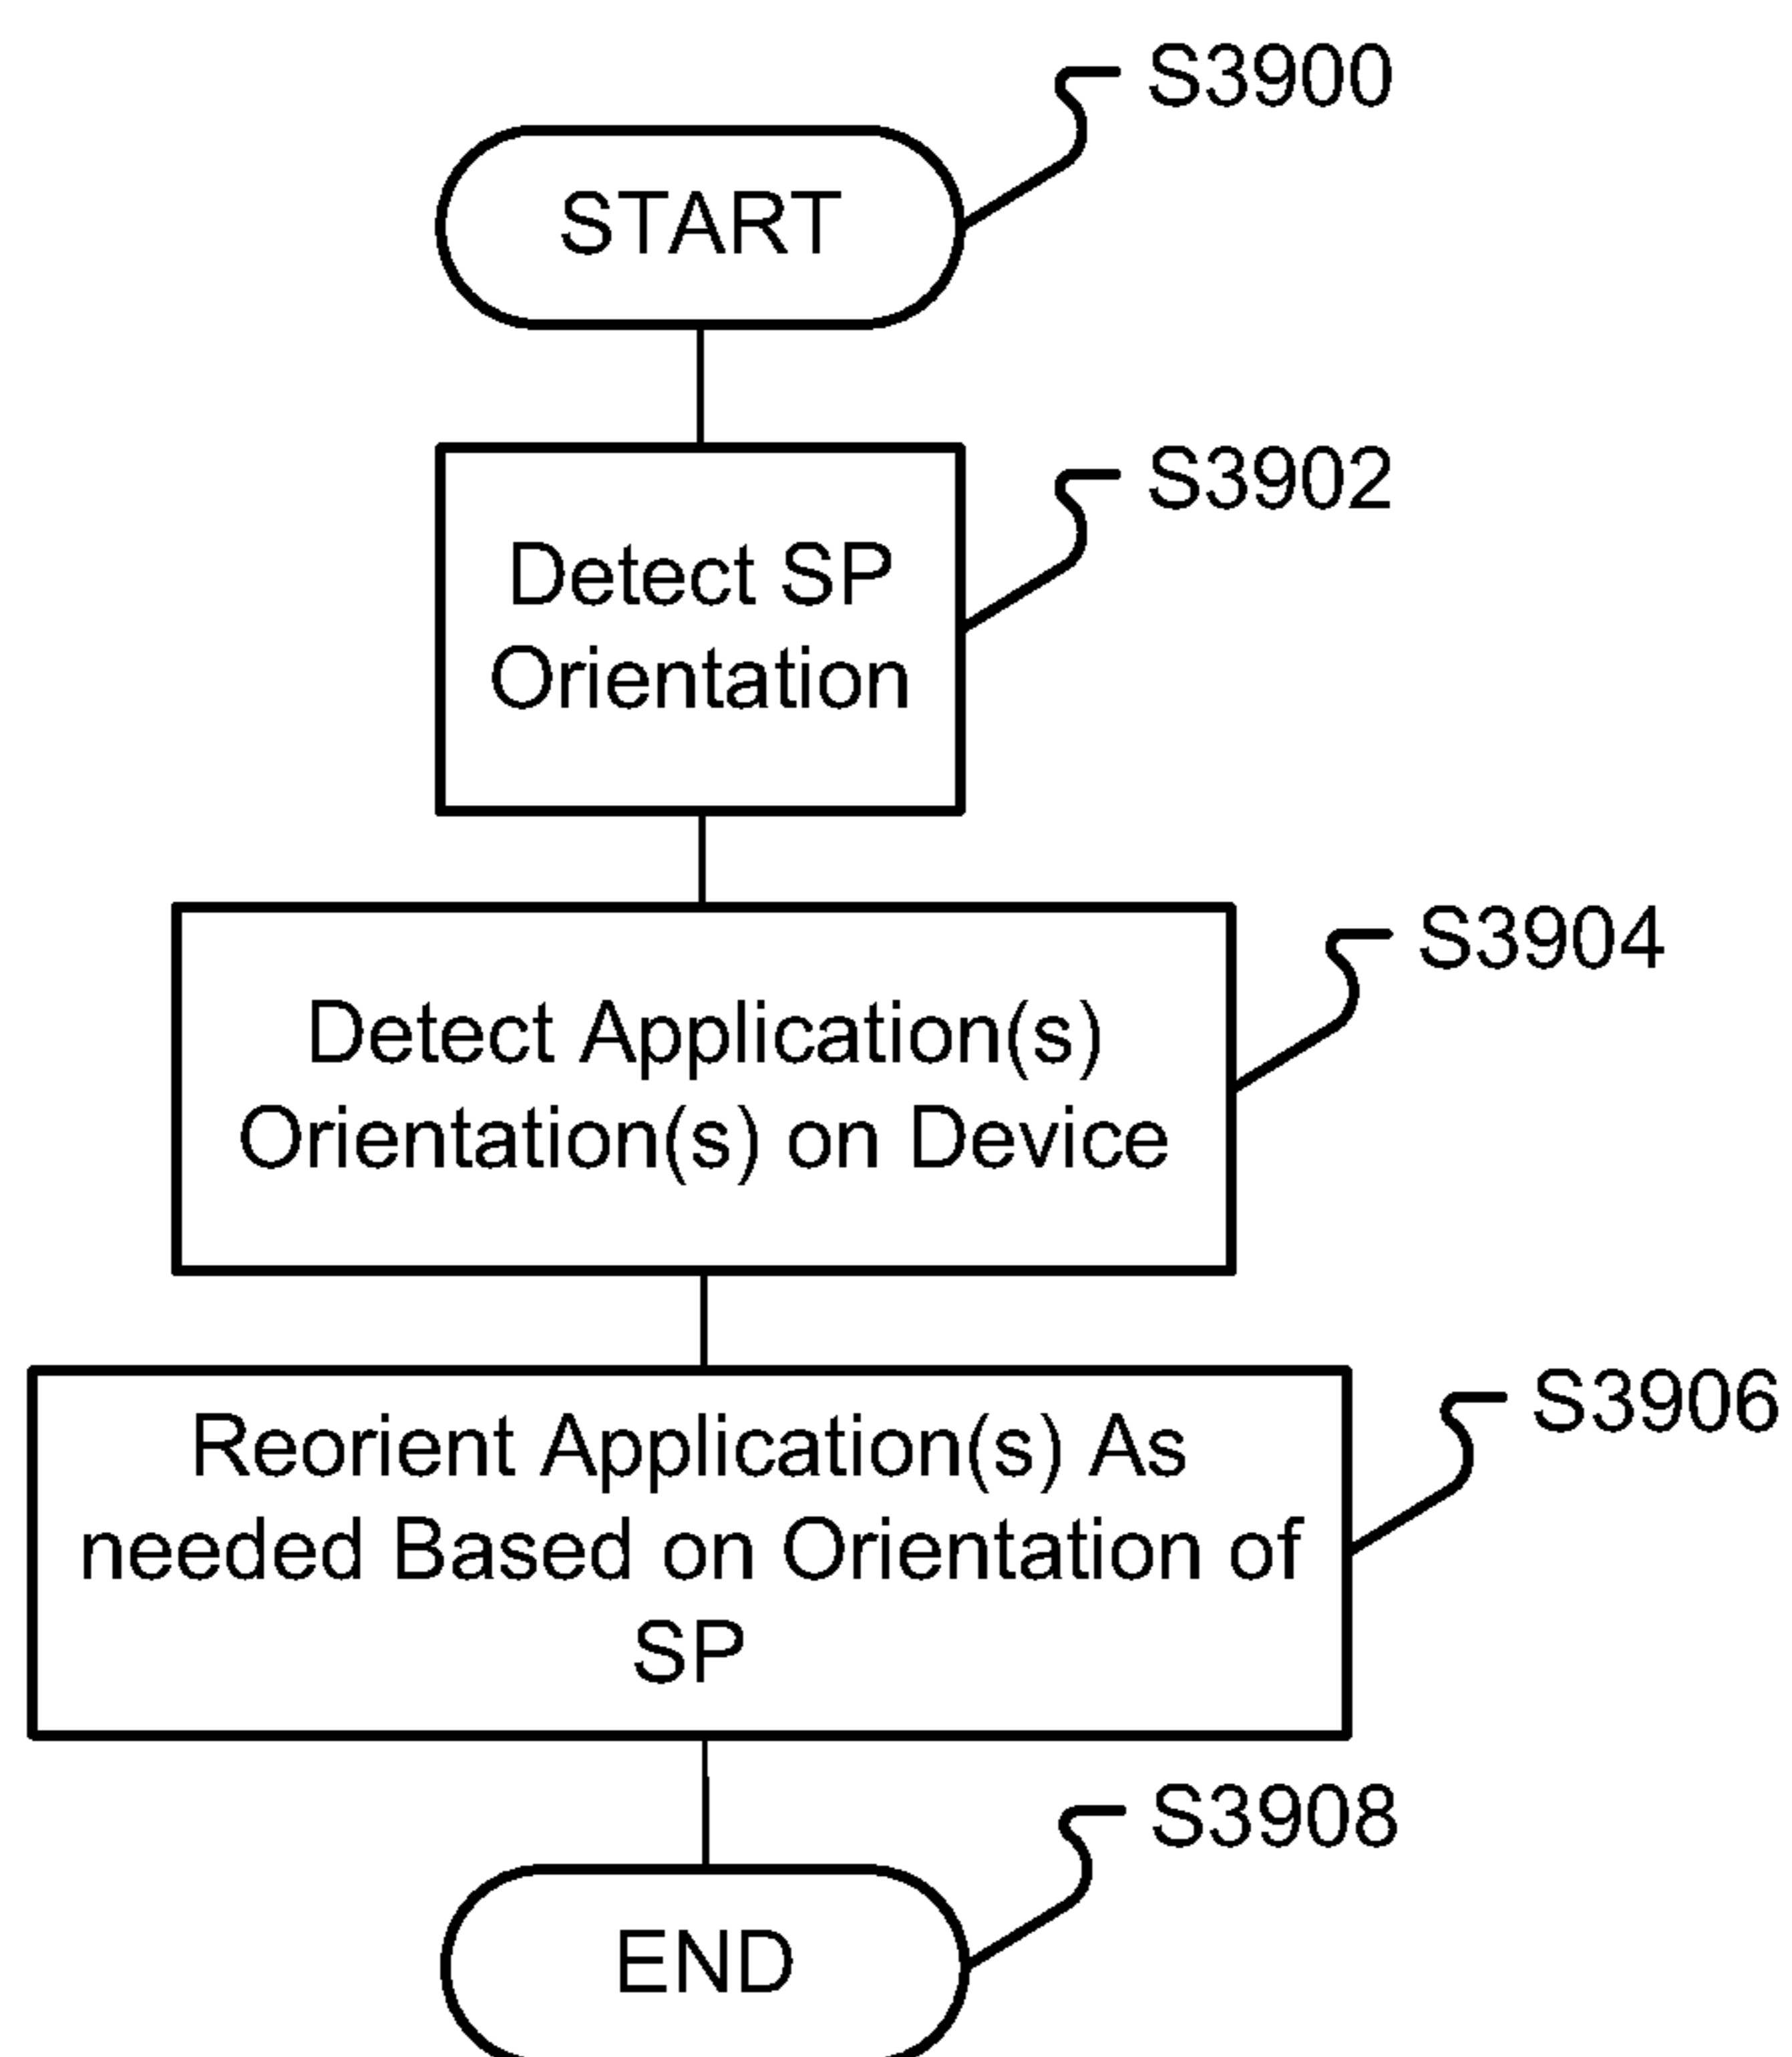 S3900
START
S3902
Detect SP
Orientation
S3904
Detect Application(s)
Orientation(s) on Device
S3906
Reorient Application(s) As
needed Based on Orientation of
SP
S3908
END